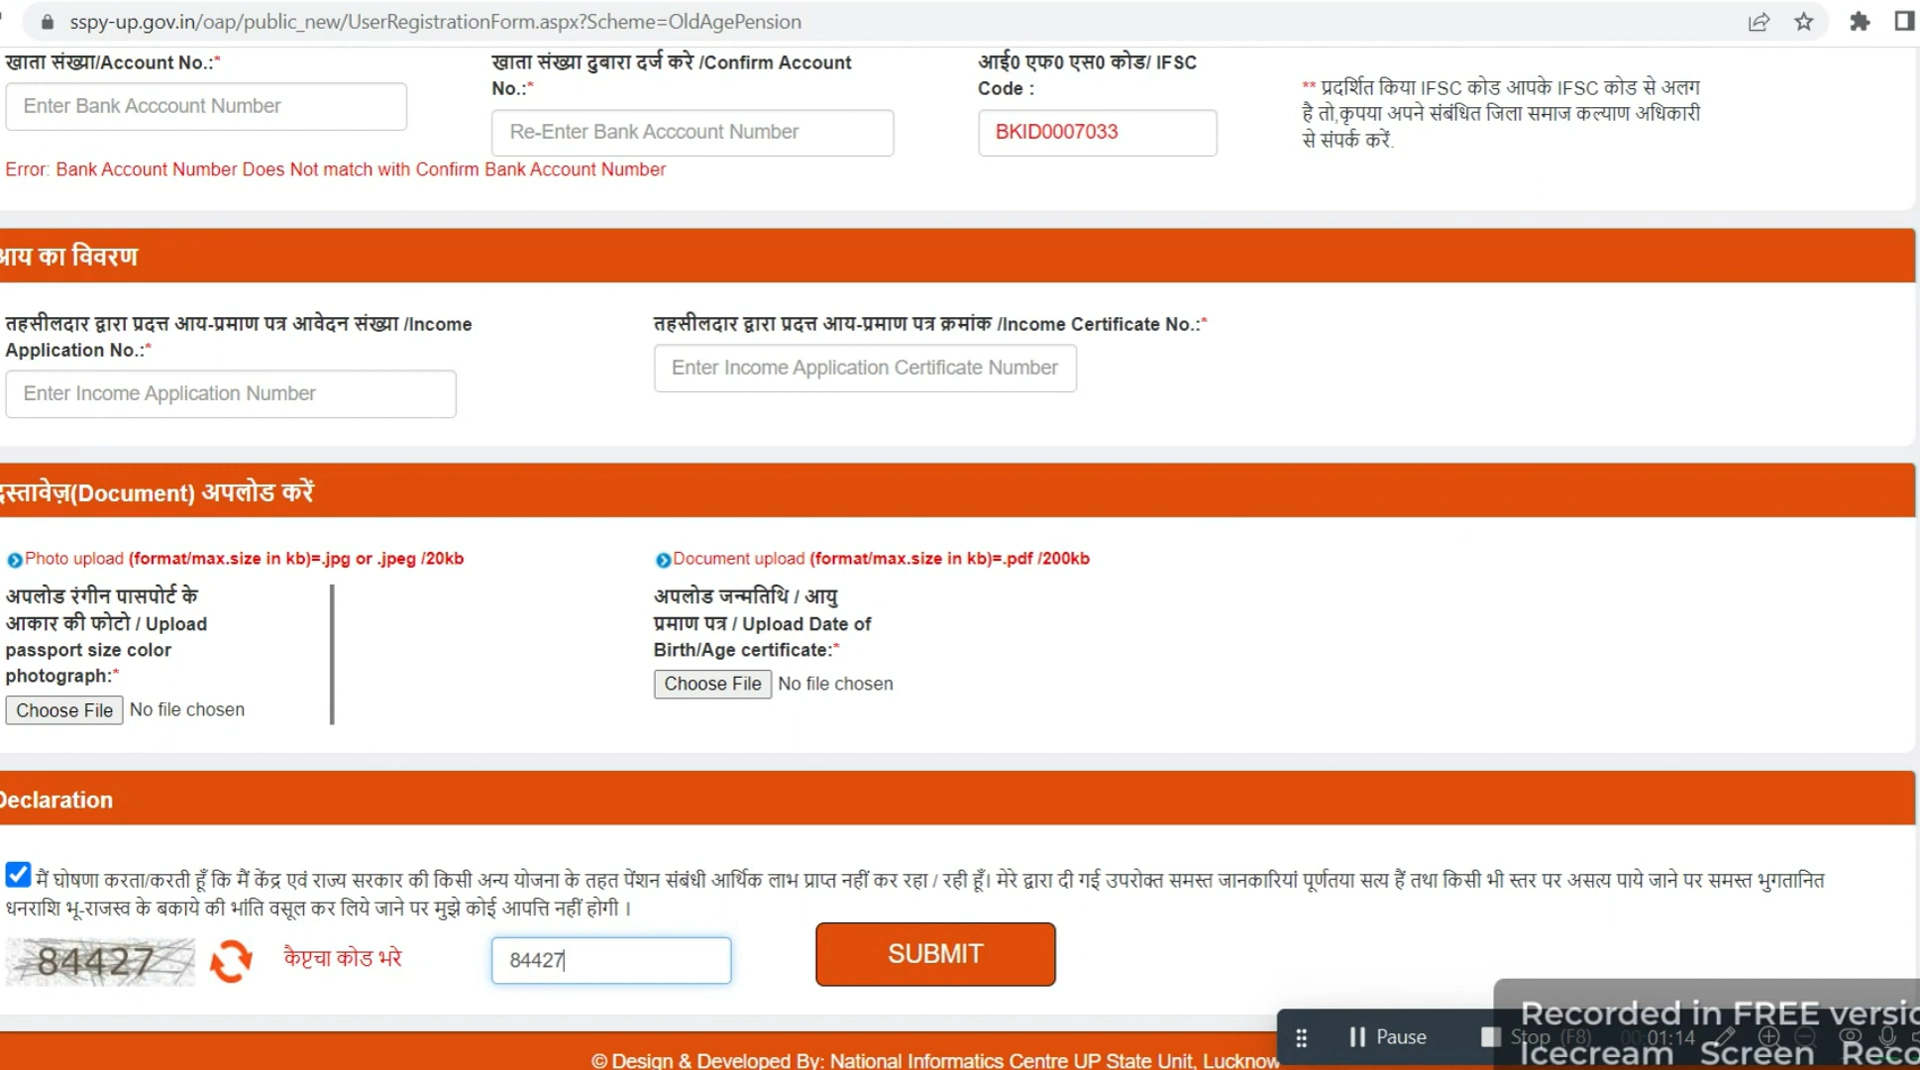 sspy-up.gov.in/oap/public_new/UserRegistrationForm.aspx?Scheme=OldAgePension
खाता संख्या/Account No.:*
Enter Bank Acccount Number
खाता संख्या दुबारा दर्ज करे /Confirm Account
No.:*
Re-Enter Bank Acccount Number
आई0 एफ0 एस0 कोड/ IFSC
Code :
BKID0007033
** प्रदर्शित किया IFSC कोड आपके IFSC कोड से अलग
है तो,कृपया अपने संबंधित जिला समाज कल्याण अधिकारी
से संपर्क करें.
Error: Bank Account Number Does Not match with Confirm Bank Account Number
आय का विवरण
तहसीलदार द्वारा प्रदत्त आय-प्रमाण पत्र आवेदन संख्या /Income
Application No.:*
Enter Income Application Number
तहसीलदार द्वारा प्रदत्त आय-प्रमाण पत्र क्रमांक /Income Certificate No.:*
Enter Income Application Certificate Number
दस्तावेज़(Document) अपलोड करें
Photo upload (format/max.size in kb)=.jpg or .jpeg /20kb
अपलोड रंगीन पासपोर्ट के
आकार की फोटो / Upload
passport size color
photograph:*
Choose File No file chosen
Document upload (format/max.size in kb)=.pdf /200kb
अपलोड जन्मतिथि / आयु
प्रमाण पत्र / Upload Date of
Birth/Age certificate:*
Choose File No file chosen
Declaration
मैं घोषणा करता/करती हूँ कि मैं केंद्र एवं राज्य सरकार की किसी अन्य योजना के तहत पेंशन संबंधी आर्थिक लाभ प्राप्त नहीं कर रहा / रही हूँ। मेरे द्वारा दी गई उपरोक्त समस्त जानकारियां पूर्णतया सत्य हैं तथा किसी भी स्तर पर असत्य पाये जाने पर समस्त भुगतानित
धनराशि भू-राजस्व के बकाये की भांति वसूल कर लिये जाने पर मुझे कोई आपत्ति नहीं होगी ।
84427
कैप्टचा कोड भरे
84427
SUBMIT
Recorded in FREE versio
Pause
Stop (F8)
00:01:14
Icecream Screen Reco
© Design & Developed By: National Informatics Centre UP State Unit, Lucknow